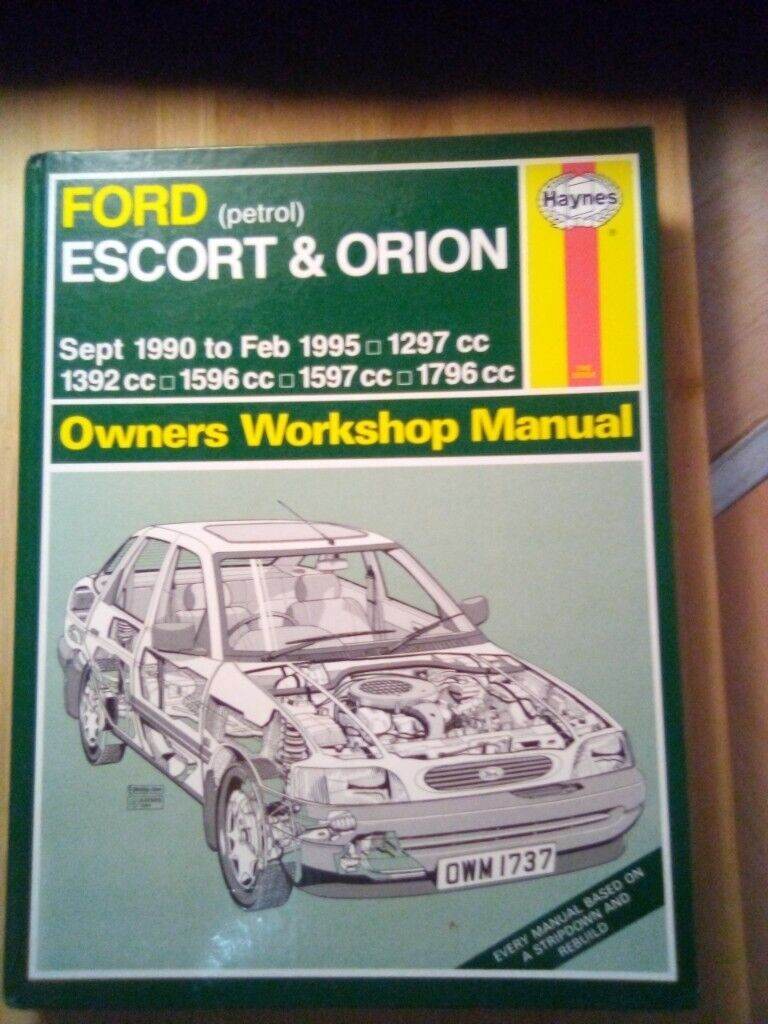 FORD (petrol)
ESCORT & ORION
Haynes
®
Sept 1990 to Feb 1995 □ 1297 cc
1392 cc □ 1596 cc □ 1597 cc □ 1796 cc
Owners Workshop Manual
OWM 1737
EVERY MANUAL BASED ON
A STRIPDOWN AND
REBUILD